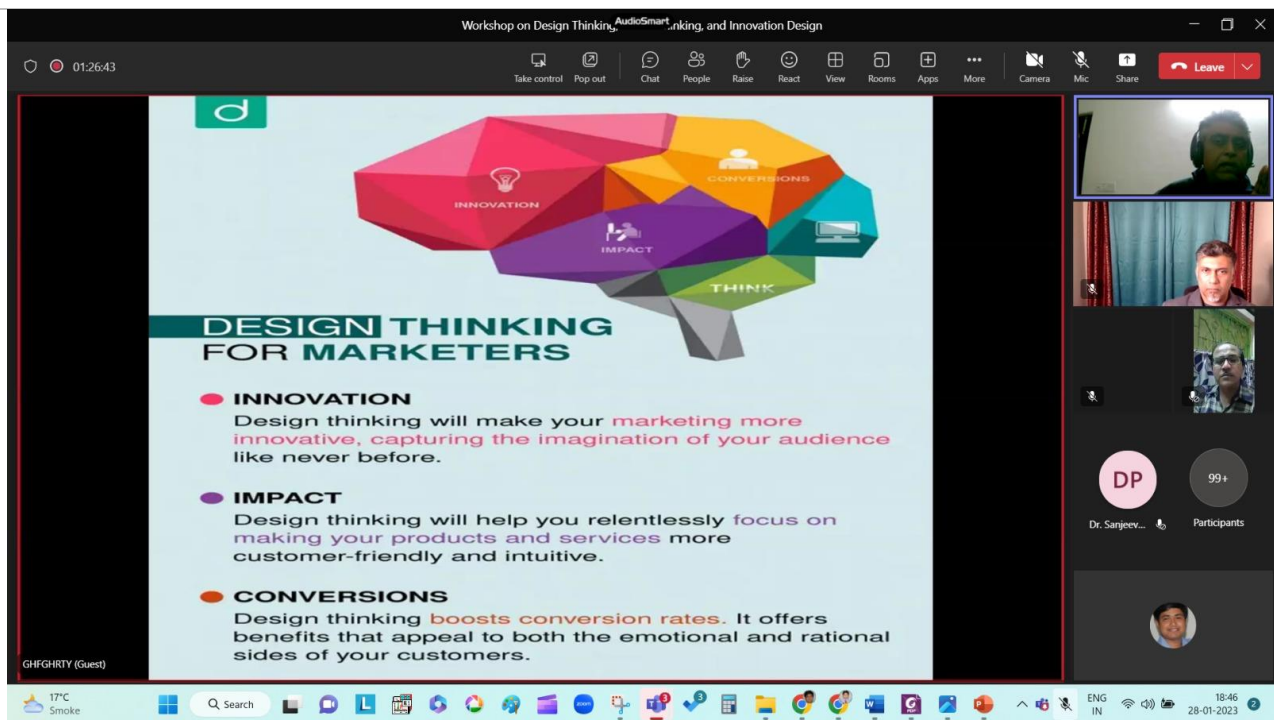 Workshop on Design Thinking, AudioSmart nking, and Innovation Design
01:26:43
Take control
Pop out
Chat
People
Raise
React
View
Rooms
Apps
More
Camera
Mic
Share
Leave
d
INNOVATION
CONVERSIONS
IMPACT
THINK
DESIGN THINKING
FOR MARKETERS
INNOVATION
Design thinking will make your marketing more
innovative, capturing the imagination of your audience
like never before.
IMPACT
Design thinking will help you relentlessly focus on
making your products and services more
customer-friendly and intuitive.
CONVERSIONS
Design thinking boosts conversion rates. It offers
benefits that appeal to both the emotional and rational
sides of your customers.
GHFGHRTY (Guest)
DP
Dr. Sanjeev...
99+
Participants
17°C
Smoke
Search
L
zoom
3
3
ENG
IN
18:46
28-01-2023
2